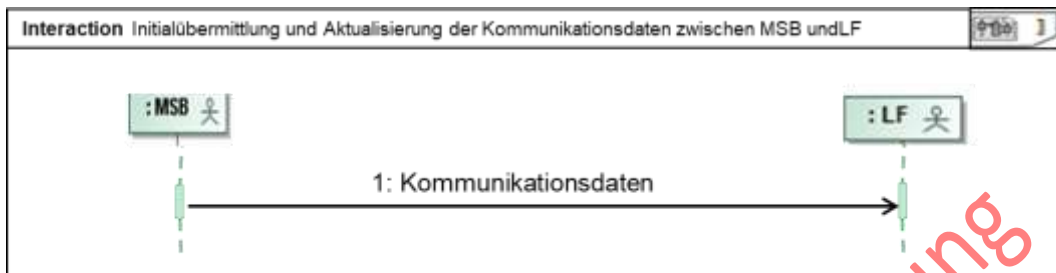 Interaction Initialübermittlung und Aktualisierung der Kommunikationsdaten zwischen MSB undLF
:MSB
:LF
1: Kommunikationsdaten